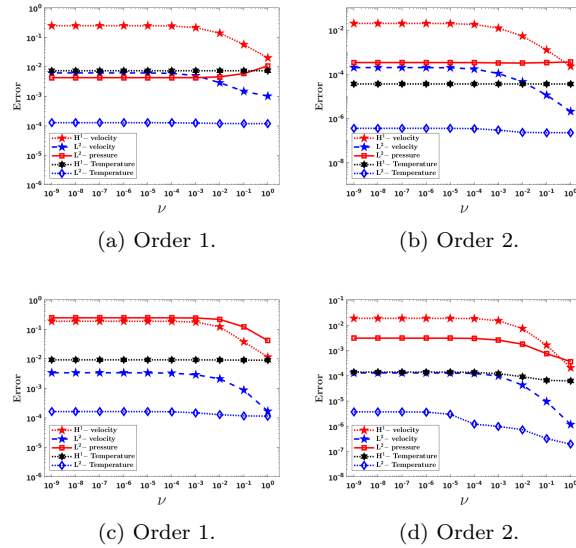 10^0
10^-1
10^-2
10^-3
10^-4
10^-5
10^-6
Error
H^1- velocity
L^2- velocity
L^2- pressure
H^1- Temperature
L^2- Temperature
10^-9 10^-8 10^-7 10^-6 10^-5 10^-4 10^-3 10^-2 10^-1 10^0
ν
(a) Order 1.
10^-2
10^-4
10^-6
10^-8
Error
H^1- velocity
L^2- velocity
L^2- pressure
H^1- Temperature
L^2- Temperature
10^-9 10^-8 10^-7 10^-6 10^-5 10^-4 10^-3 10^-2 10^-1 10^0
ν
(b) Order 2.
10^0
10^-1
10^-2
10^-3
10^-4
10^-5
10^-6
Error
H^1- velocity
L^2- velocity
L^2- pressure
H^1- Temperature
L^2- Temperature
10^-9 10^-8 10^-7 10^-6 10^-5 10^-4 10^-3 10^-2 10^-1 10^0
ν
(c) Order 1.
10^-1
10^-2
10^-3
10^-4
10^-5
10^-6
10^-7
10^-8
Error
H^1- velocity
L^2- velocity
L^2- pressure
H^1- Temperature
L^2- Temperature
10^-9 10^-8 10^-7 10^-6 10^-5 10^-4 10^-3 10^-2 10^-1 10^0
ν
(d) Order 2.